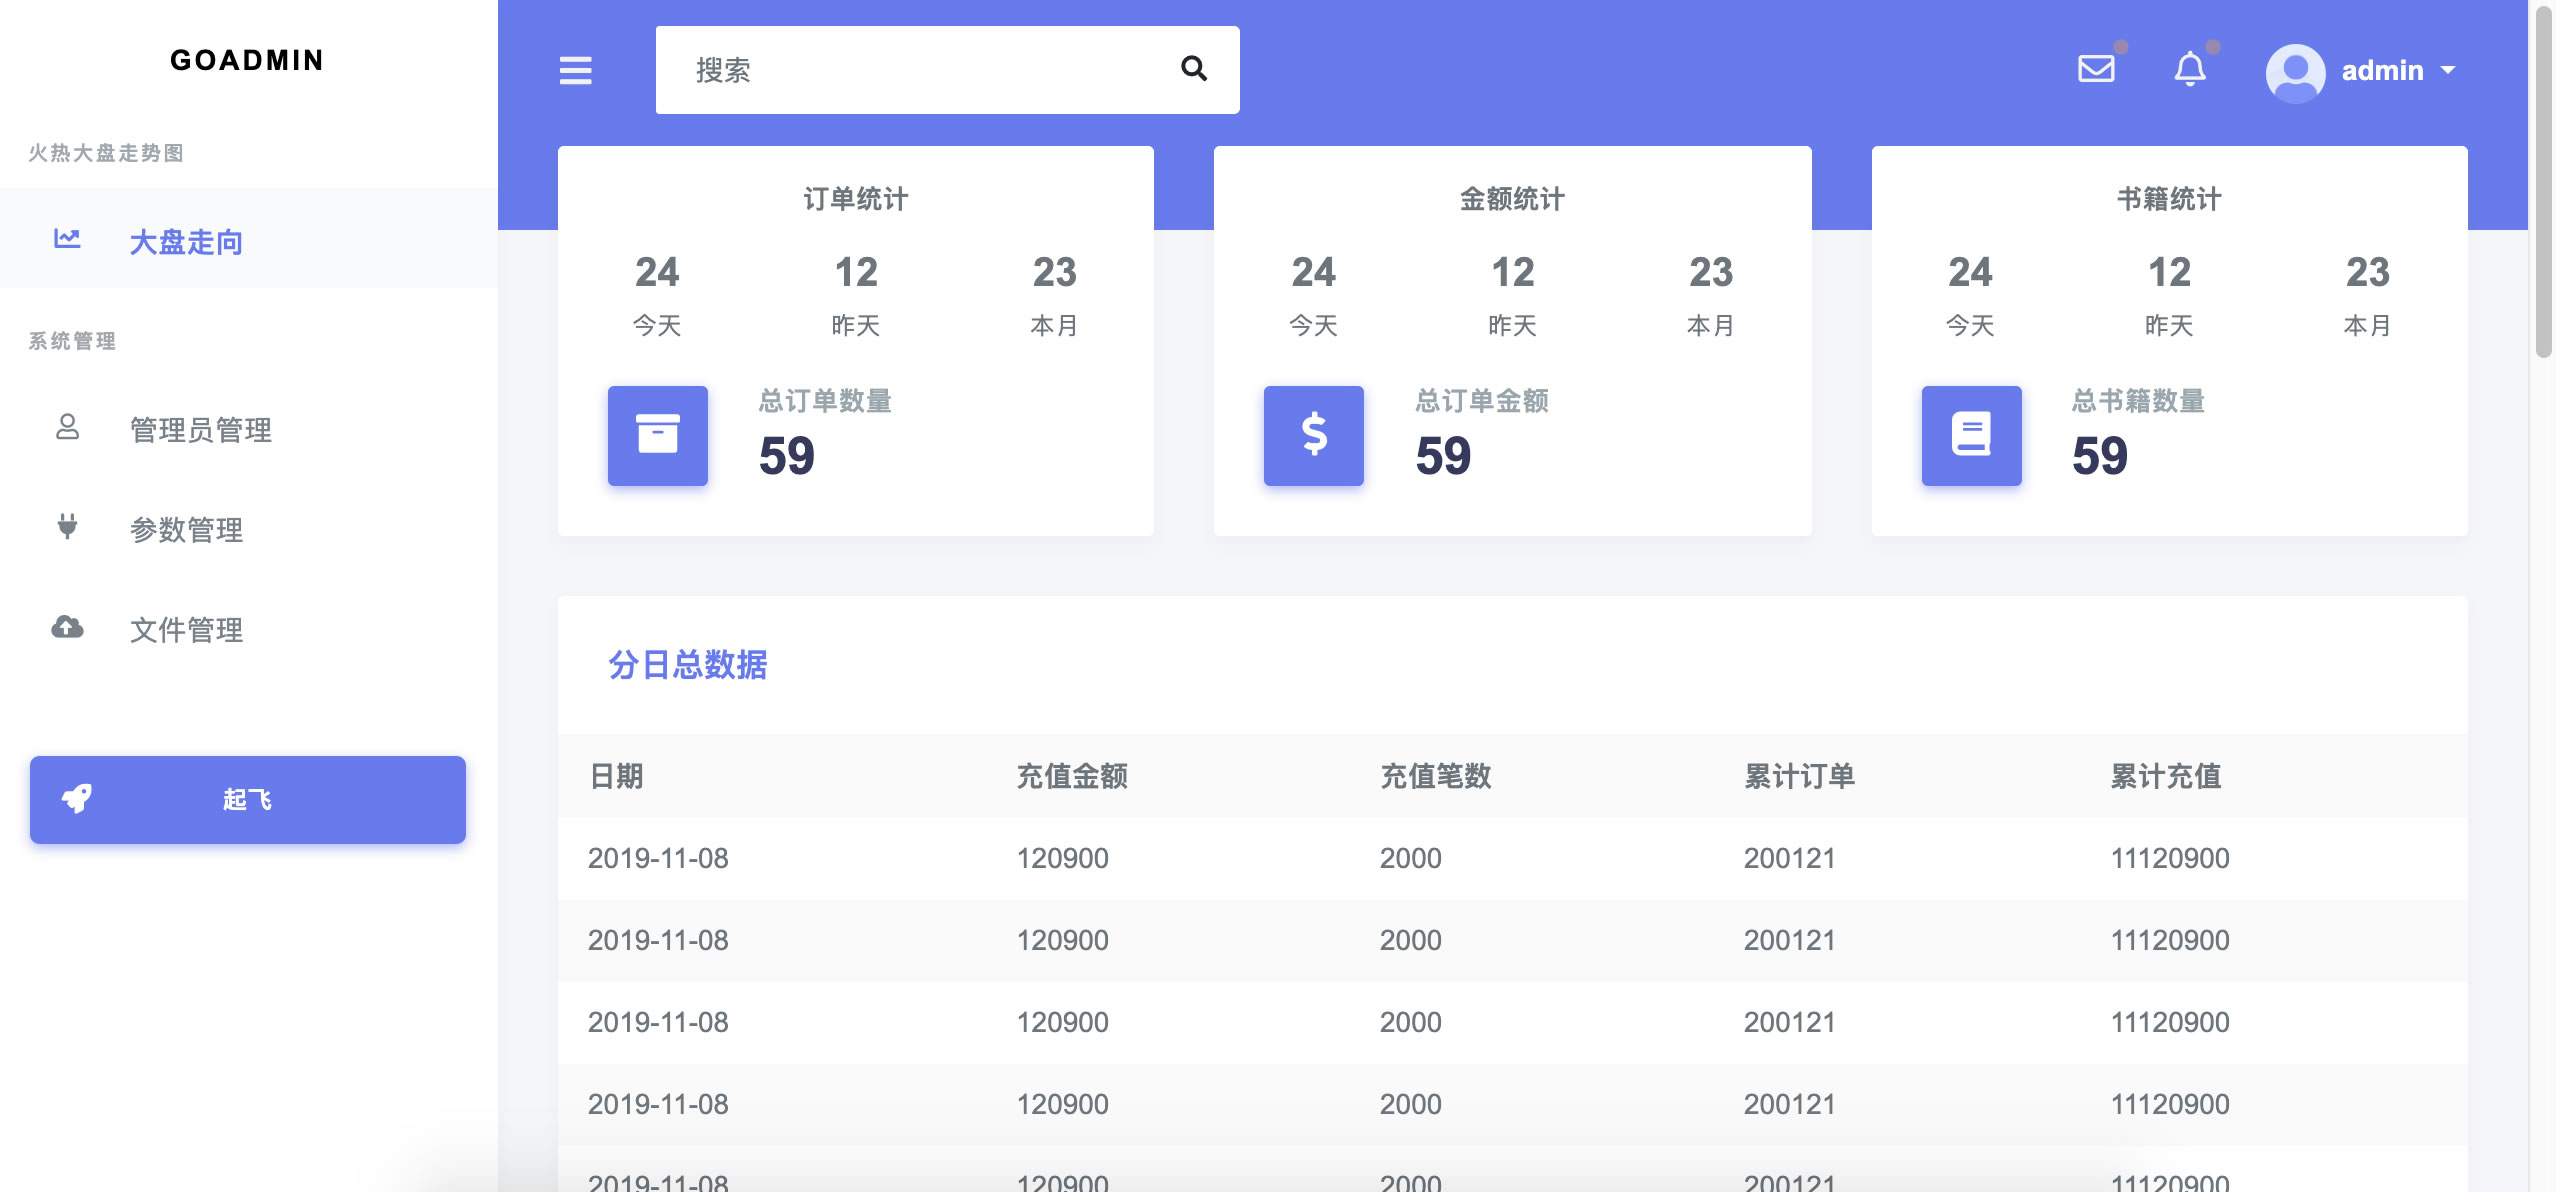 GOADMIN
火热大盘走势图
大盘走向
系统管理
管理员管理
参数管理
文件管理
起飞
搜索
admin
订单统计
24 12 23
今天 昨天 本月
总订单数量
59
金额统计
24 12 23
今天 昨天 本月
总订单金额
59
书籍统计
24 12 23
今天 昨天 本月
总书籍数量
59
分日总数据
日期 充值金额 充值笔数 累计订单 累计充值
2019-11-08 120900 2000 200121 11120900
2019-11-08 120900 2000 200121 11120900
2019-11-08 120900 2000 200121 11120900
2019-11-08 120900 2000 200121 11120900
2019-11-08 120900 2000 200121 11120900